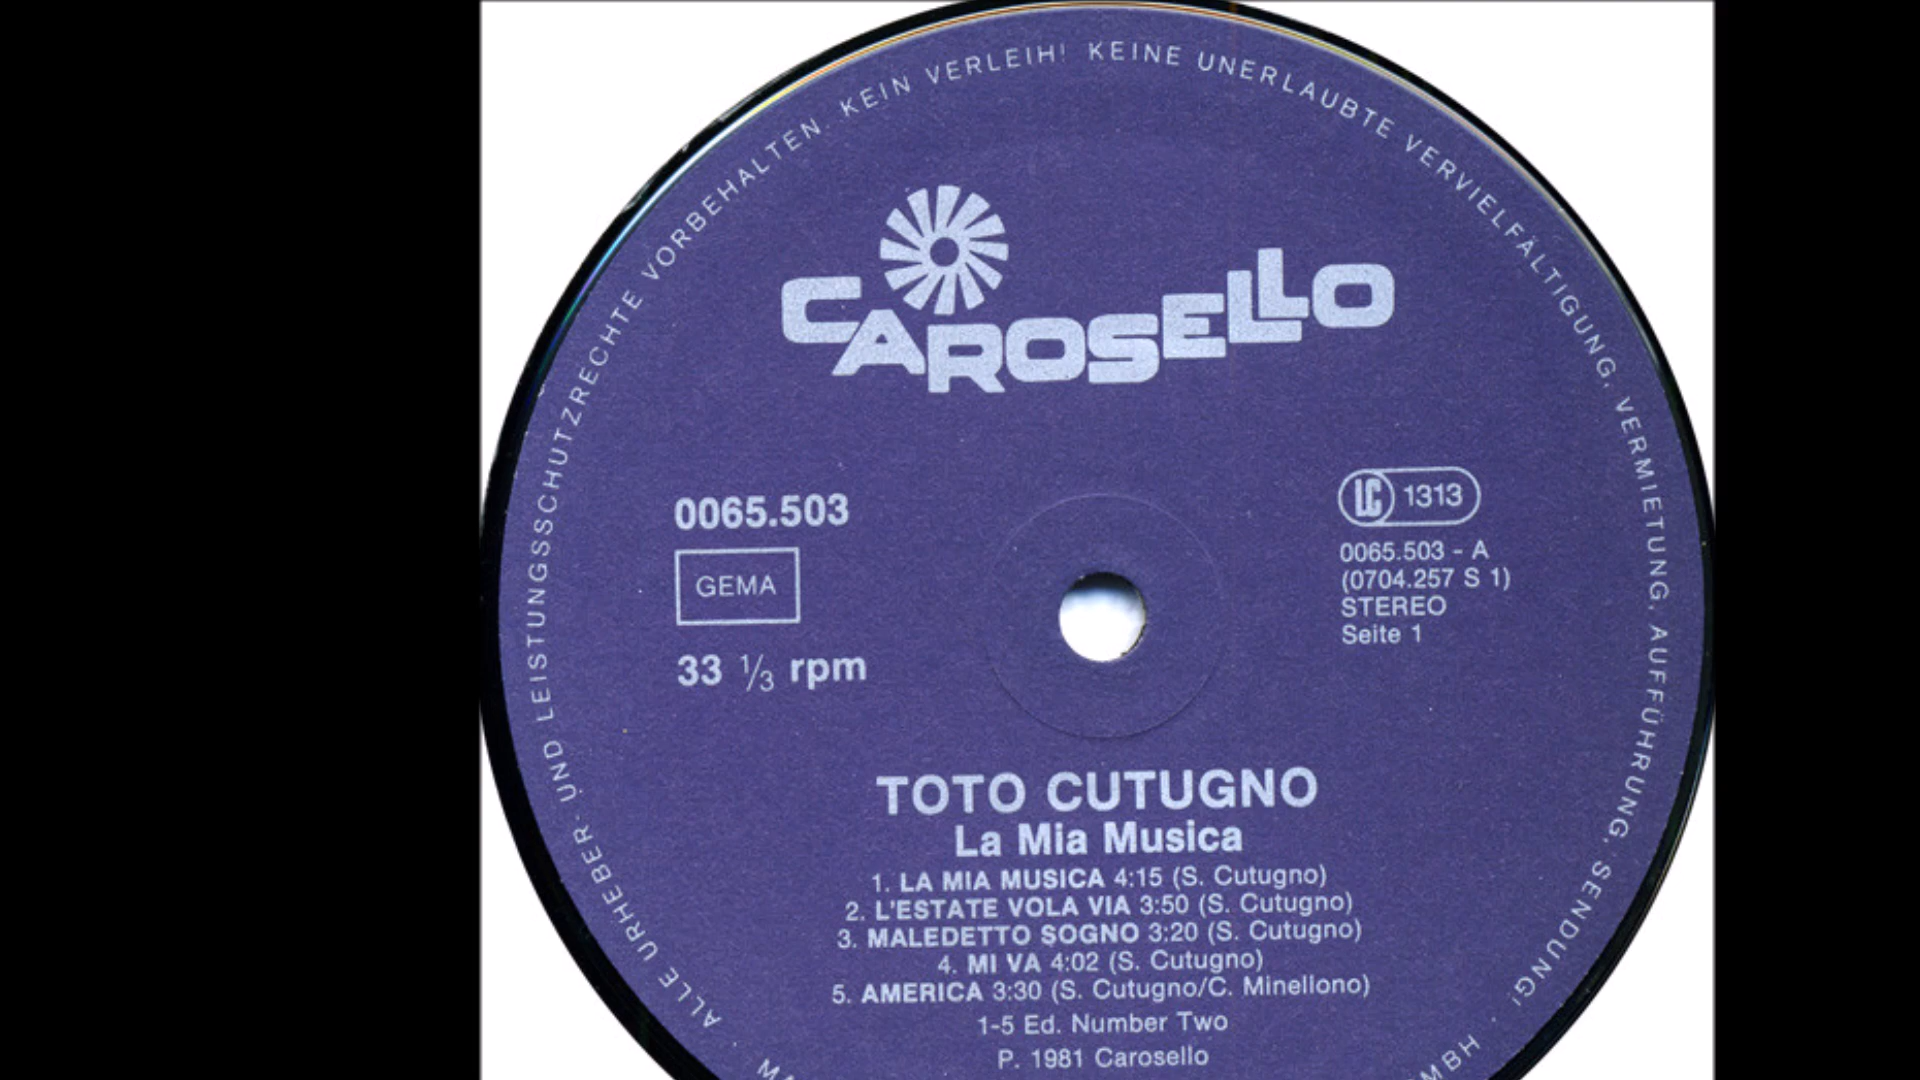 ALLE URHEBER- UND LEISTUNGSSCHUTZRECHTE VORBEHALTEN. KEIN VERLEIH! KEINE UNERLAUBTE VERVIELFÄLTIGUNG, VERMIETUNG, AUFFÜHRUNG, SENDUNG!
CAROSELLO
0065.503
GEMA
33 1/3 rpm
LC 1313
0065.503 - A
(0704.257 S 1)
STEREO
Seite 1
TOTO CUTUGNO
La Mia Musica
1. LA MIA MUSICA 4:15 (S. Cutugno)
2. L'ESTATE VOLA VIA 3:50 (S. Cutugno)
3. MALEDETTO SOGNO 3:20 (S. Cutugno)
4. MI VA 4:02 (S. Cutugno)
5. AMERICA 3:30 (S. Cutugno/C. Minellono)
1-5 Ed. Number Two
P. 1981 Carosello